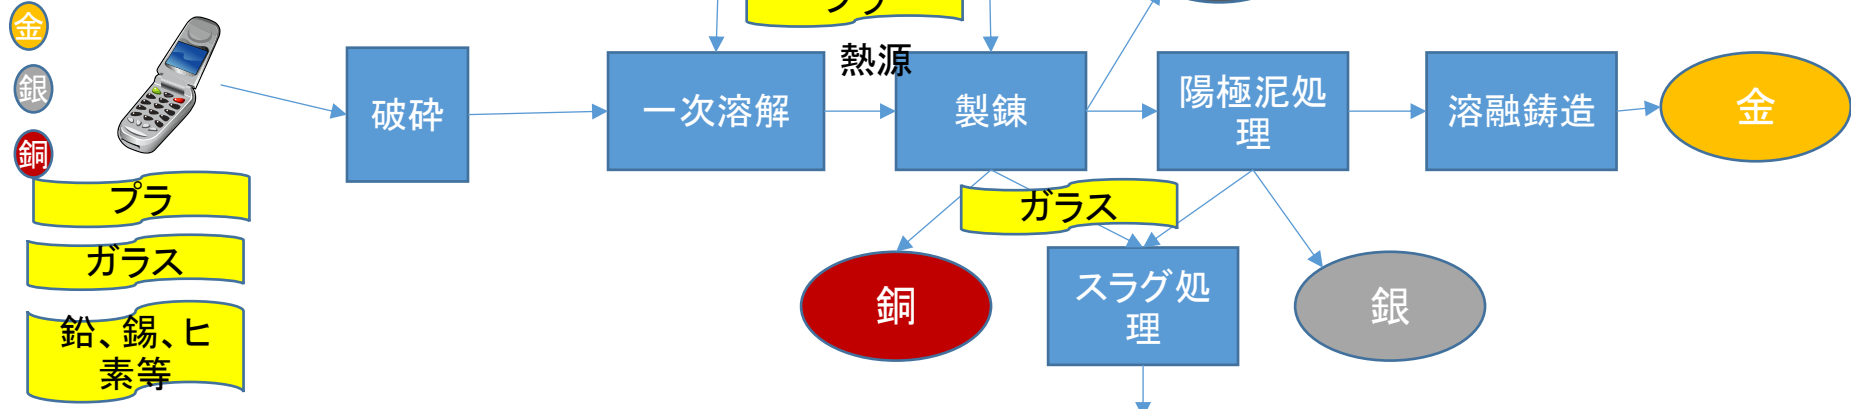 金
銀
銅
プラ
ガラス
鉛、錫、ヒ
素等
破砕
一次溶解
プラ
熱源
製錬
陽極泥処
理
溶融鋳造
金
ガラス
銅
スラグ処
理
銀